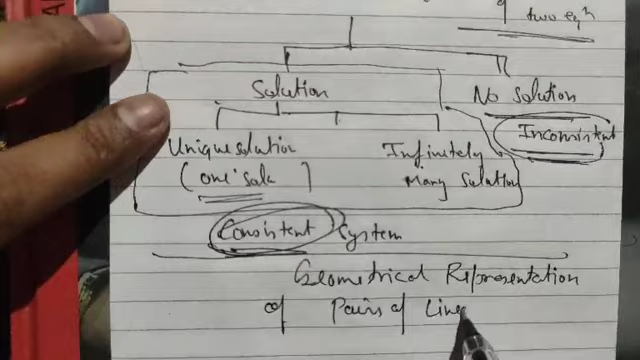 of two eqn
Solution
No Solution
Inconsistent
Unique solution
Infinitely
(one soln)
Many Solution
Consistent System
Geometrical Representation
of Pairs of Line